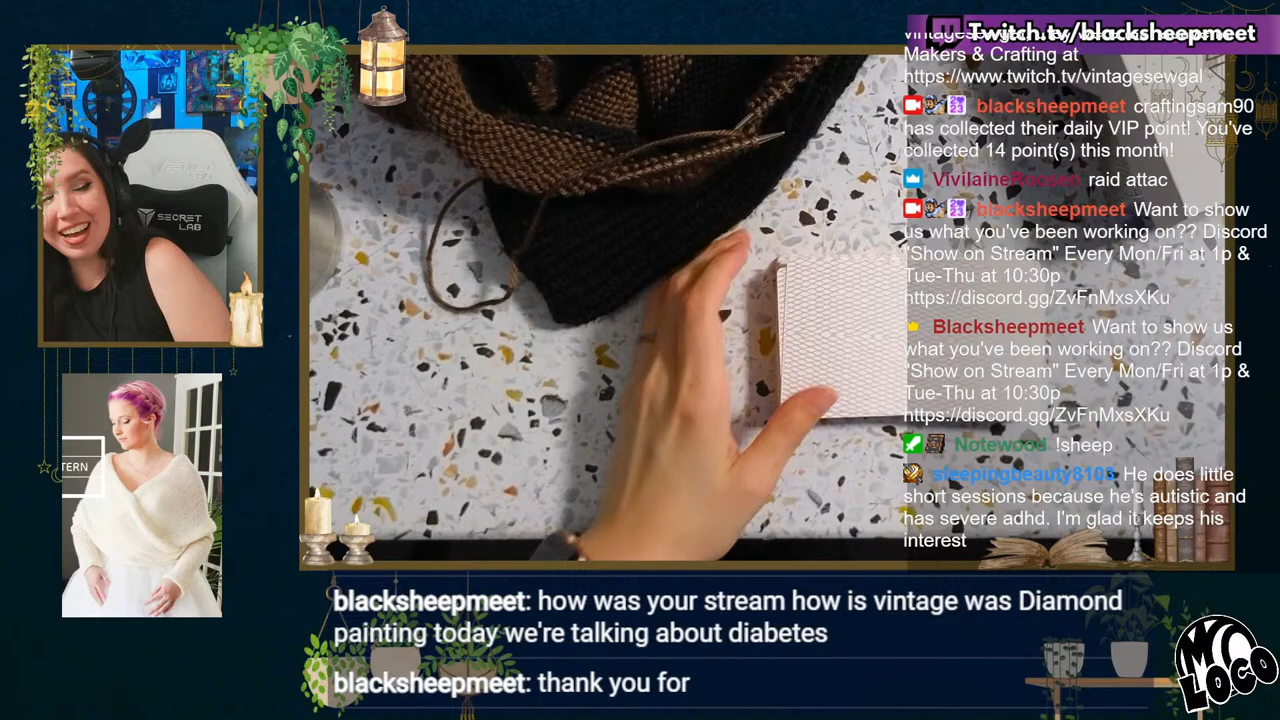 Twitch.tv/blacksheepmeet
Makers & Crafting at
https://www.twitch.tv/vintagesewgal
blacksheepmeet craftingsam90
has collected their daily VIP point! You've
collected 14 point(s) this month!
VivilaineRoosen raid attac
blacksheepmeet Want to show
us what you've been working on?? Discord
"Show on Stream" Every Mon/Fri at 1p &
Tue-Thu at 10:30p
https://discord.gg/ZvFnMxsXKu
Blacksheepmeet Want to show us
what you've been working on?? Discord
"Show on Stream" Every Mon/Fri at 1p &
Tue-Thu at 10:30p
https://discord.gg/ZvFnMxsXKu
Notewood !sheep
sleepingbeauty8103 He does little
short sessions because he's autistic and
has severe adhd. I'm glad it keeps his
interest
SECRET
LAB
TERN
blacksheepmeet: how was your stream how is vintage was Diamond
painting today we're talking about diabetes
blacksheepmeet: thank you for
MC
LOCO